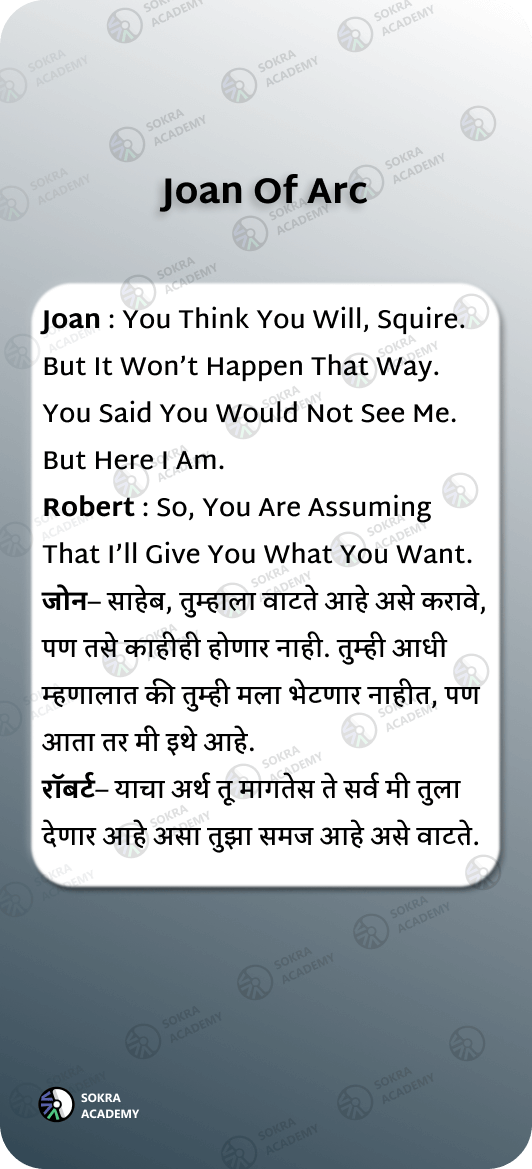 Joan Of Arc
Joan : You Think You Will, Squire.
But It Won’t Happen That Way.
You Said You Would Not See Me.
But Here I Am.
Robert : So, You Are Assuming
That I’ll Give You What You Want.
जोन– साहेब, तुम्हाला वाटते आहे असे करावे,
पण तसे काहीही होणार नाही. तुम्ही आधी
म्हणालात की तुम्ही मला भेटणार नाहीत, पण
आता तर मी इथे आहे.
रॉबर्ट– याचा अर्थ तू मागतेस ते सर्व मी तुला
देणार आहे असा तुझा समज आहे असे वाटते.
SOKRA
ACADEMY